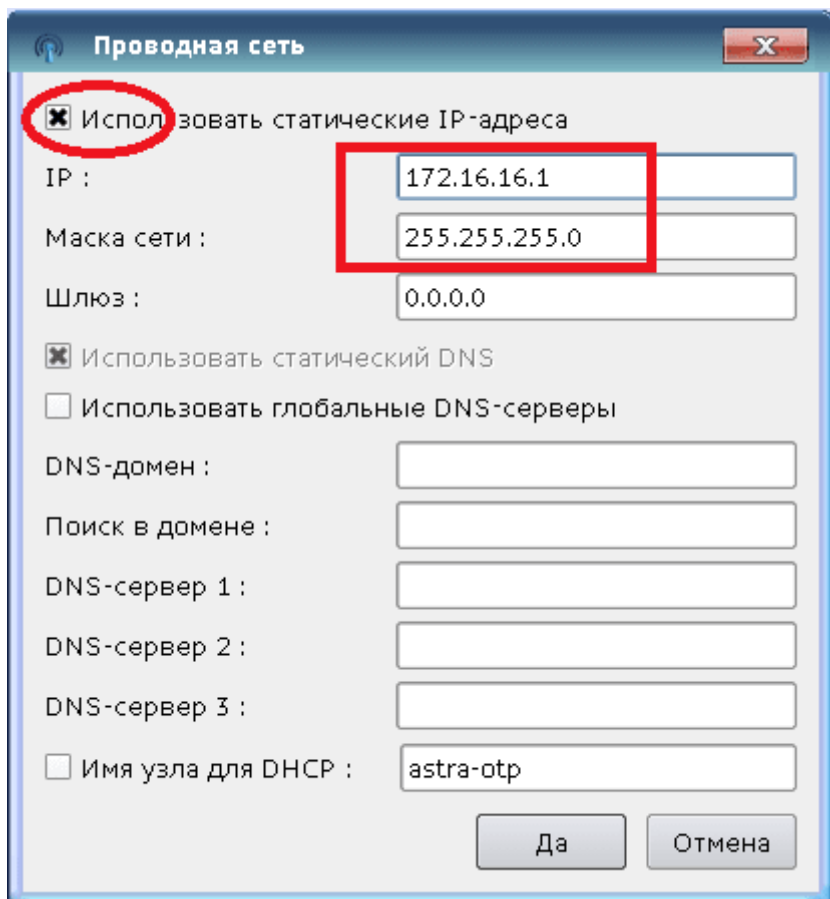 Проводная сеть
Использовать статические IP-адреса
IP : 172.16.16.1
Маска сети : 255.255.255.0
Шлюз : 0.0.0.0
Использовать статический DNS
Использовать глобальные DNS-серверы
DNS-домен :
Поиск в домене :
DNS-сервер 1 :
DNS-сервер 2 :
DNS-сервер 3 :
Имя узла для DHCP : astra-otp
Да Отмена